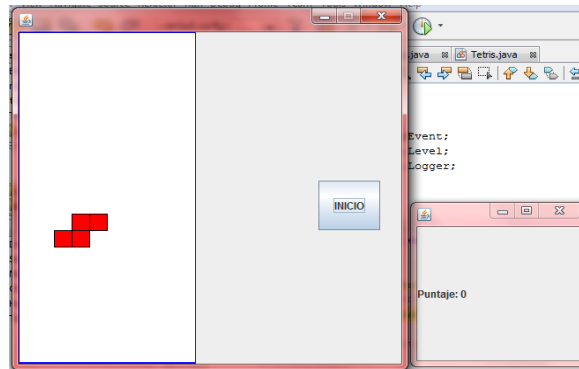 .java Tetris.java
Event;
Level;
Logger;
INICIO
Puntaje: 0